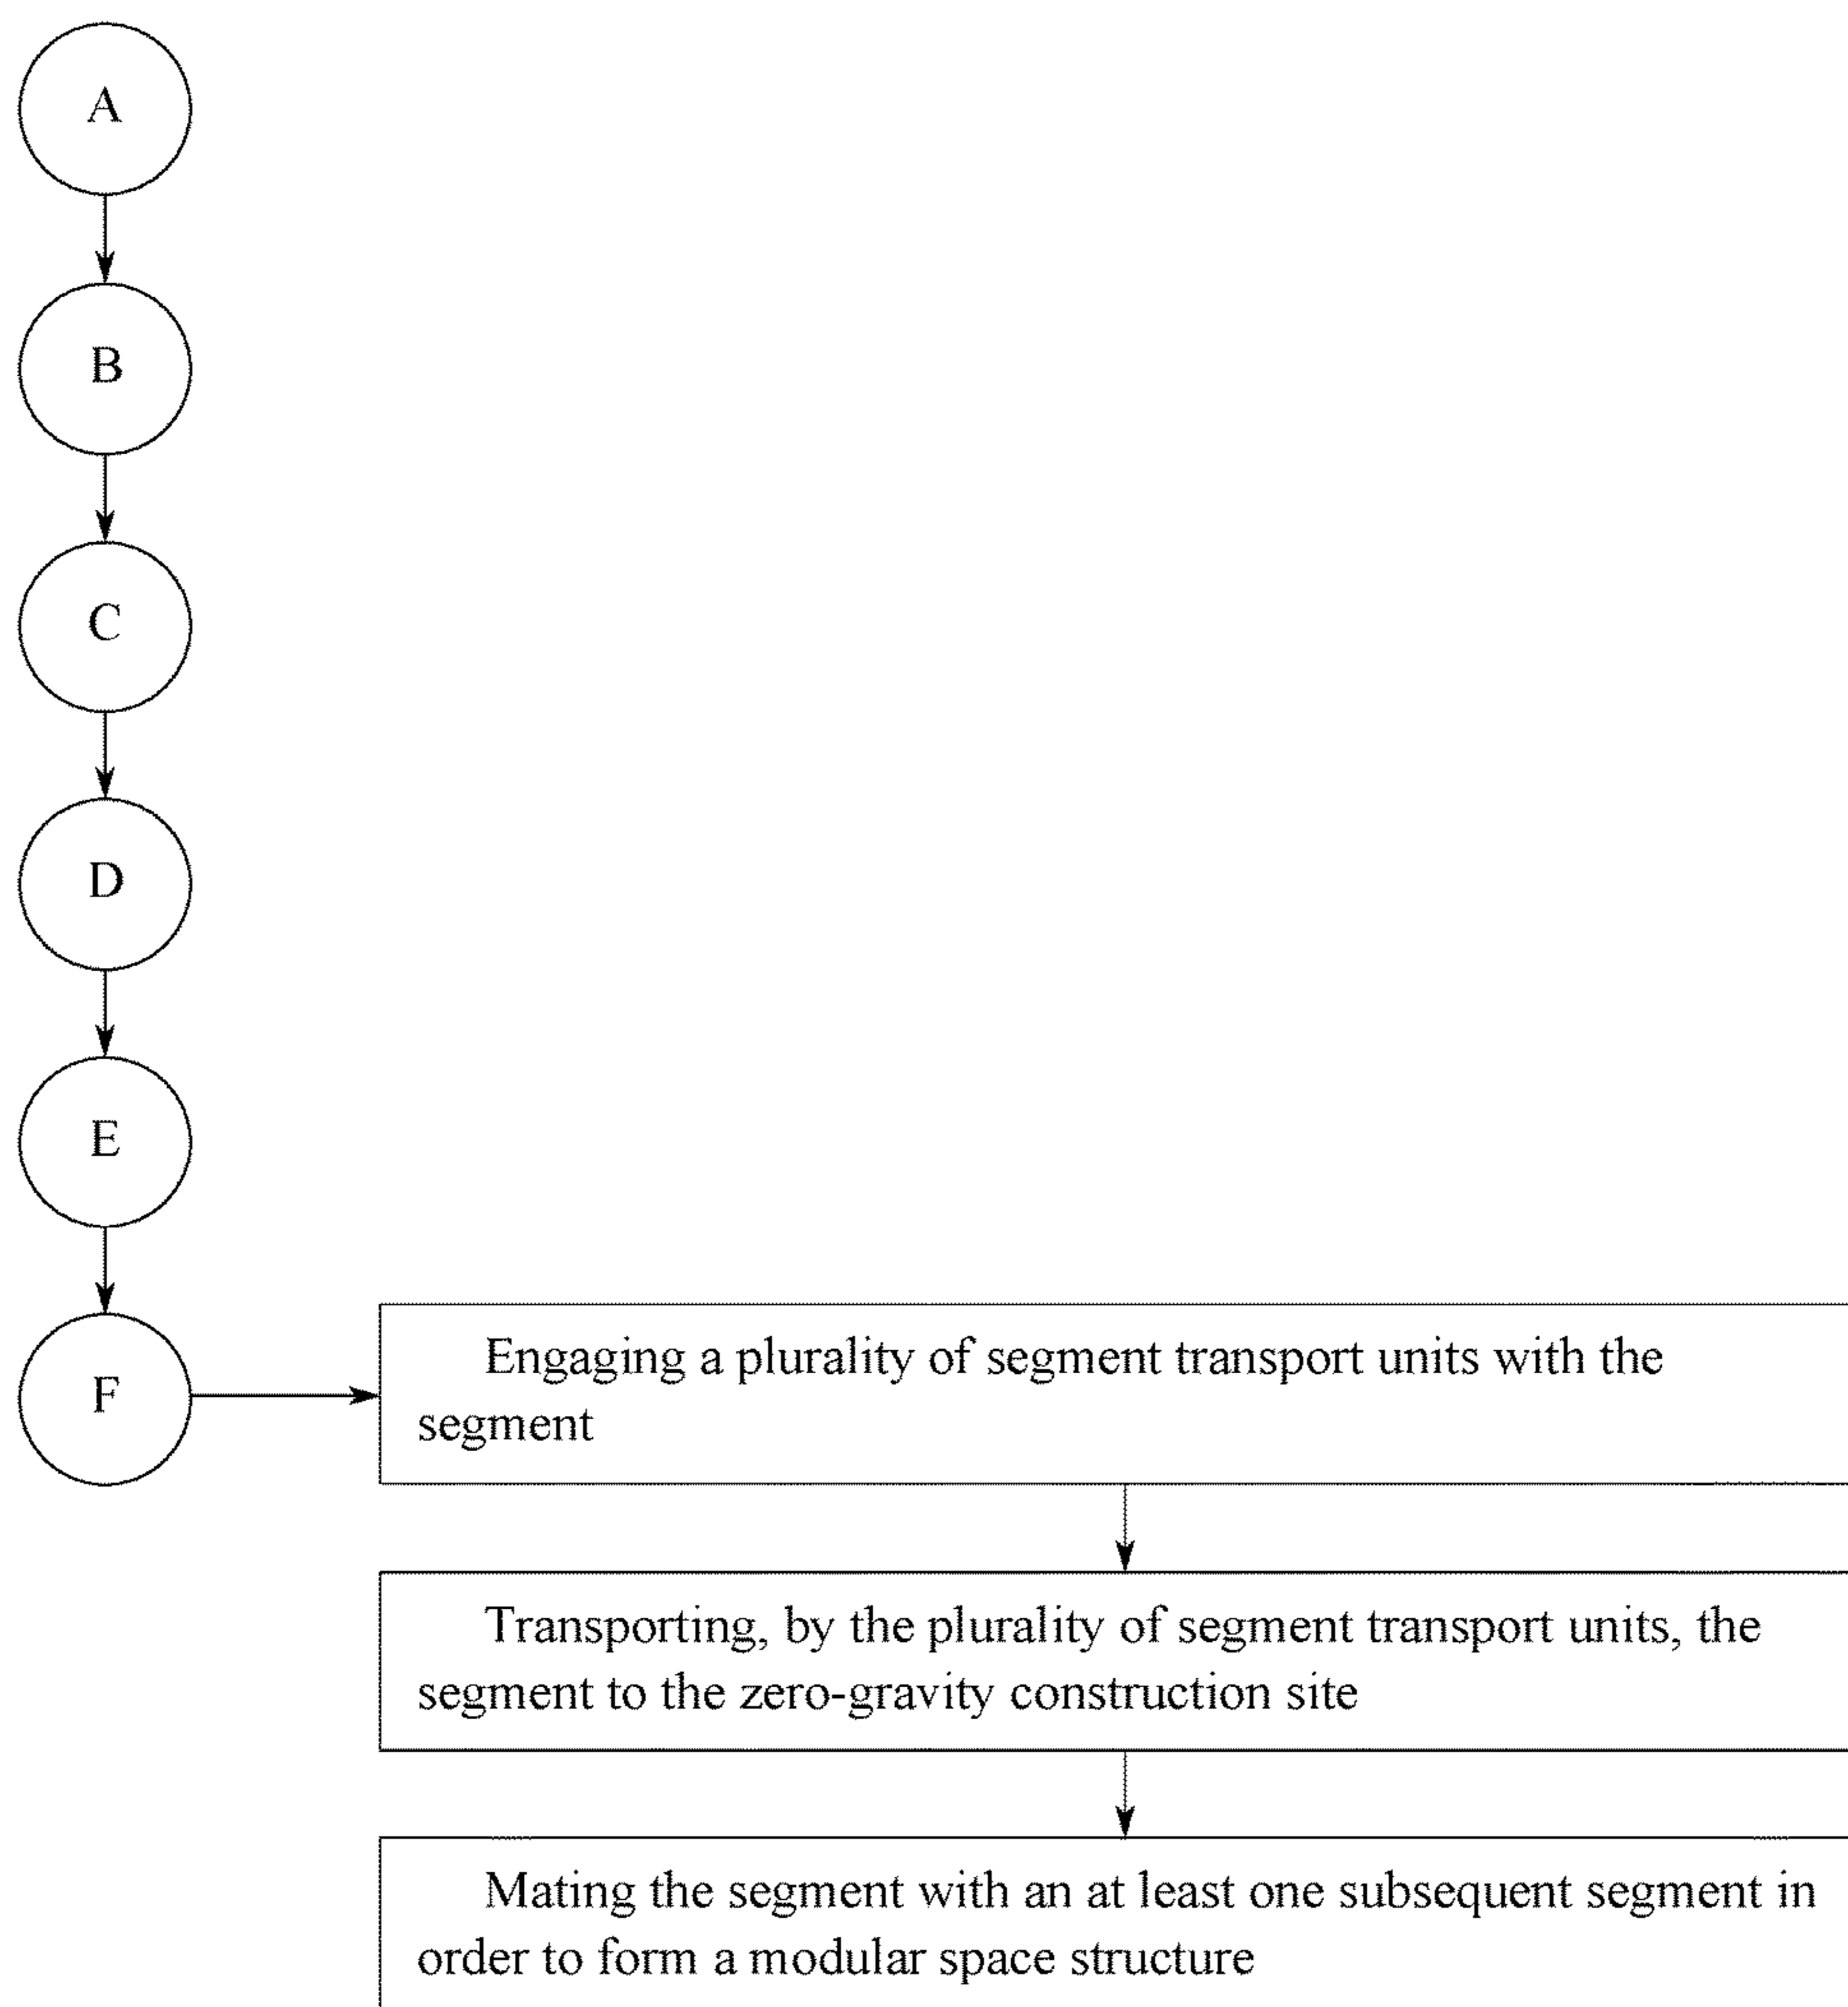 A
B
C
D
E
F
Engaging a plurality of segment transport units with the
segment
Transporting, by the plurality of segment transport units, the
segment to the zero-gravity construction site
Mating the segment with an at least one subsequent segment in
order to form a modular space structure